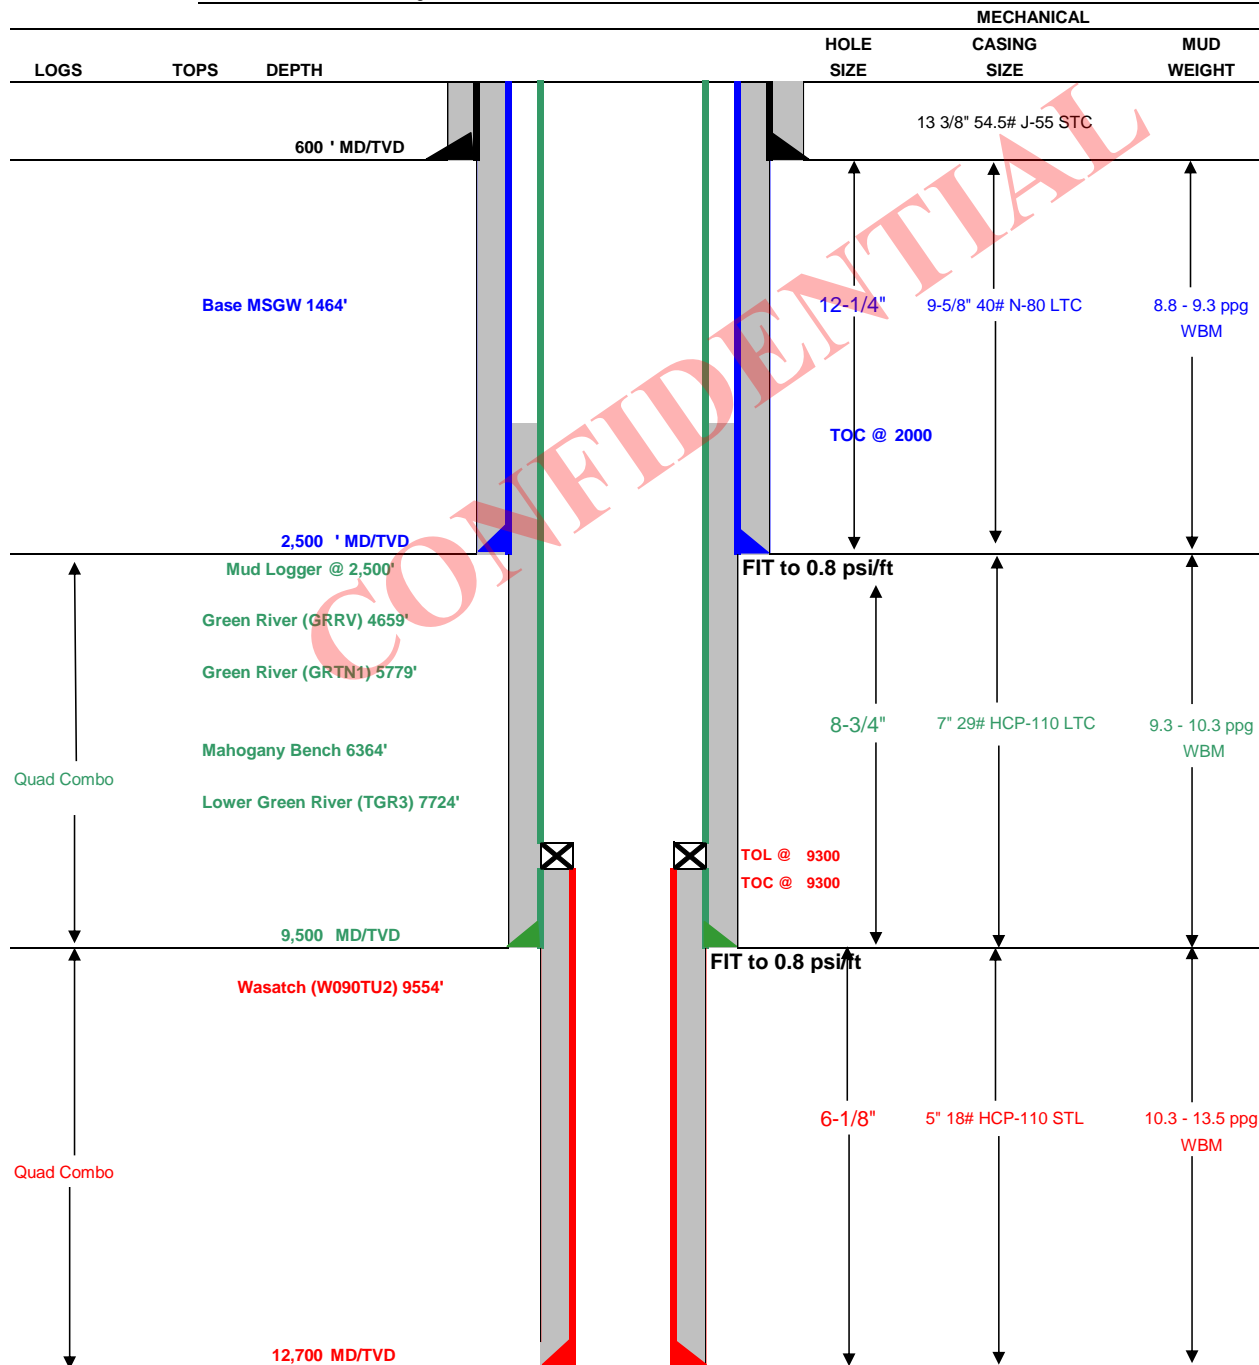 MECHANICAL
HOLE CASING MUD
LOGS TOPS DEPTH SIZE SIZE WEIGHT
13 3/8" 54.5# J-55 STC
600 ' MD/TVD
Base MSGW 1464' 12-1/4" 9-5/8" 40# N-80 LTC 8.8 - 9.3 ppg
WBM
TOC @ 2000
2,500 ' MD/TVD
Mud Logger @ 2,500' FIT to 0.8 psi/ft
Green River (GRRV) 4659'
Green River (GRTN1) 5779'
8-3/4" 7" 29# HCP-110 LTC 9.3 - 10.3 ppg
Mahogany Bench 6364' WBM
Quad Combo
Lower Green River (TGR3) 7724'
TOL @ 9300
TOC @ 9300
9,500 MD/TVD
FIT to 0.8 psi/ft
Wasatch (W090TU2) 9554'
6-1/8" 5" 18# HCP-110 STL 10.3 - 13.5 ppg
WBM
Quad Combo
12,700 MD/TVD
CONFIDENTIAL